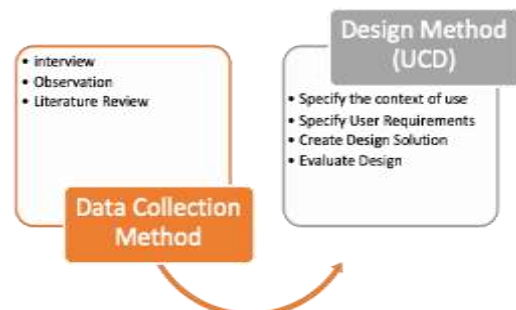 • interview
• Observation
• Literature Review
Data Collection
Method
Design Method
(UCD)
• Specify the context of use
• Specify User Requirements
• Create Design Solution
• Evaluate Design